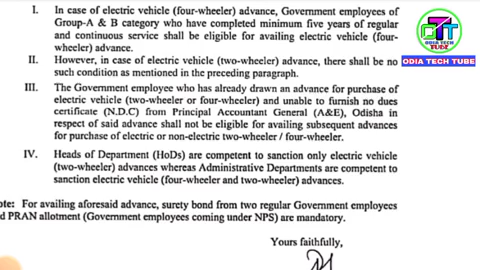 I. In case of electric vehicle (four-wheeler) advance, Government employees of
Group-A & B category who have completed minimum five years of regular
and continuous service shall be eligible for availing electric vehicle (four-
wheeler) advance.
II. However, in case of electric vehicle (two-wheeler) advance, there shall be no
such condition as mentioned in the preceding paragraph.
III. The Government employee who has already drawn an advance for purchase of
electric vehicle (two-wheeler or four-wheeler) and unable to furnish no dues
certificate (N.D.C) from Principal Accountant General (A&E), Odisha in
respect of said advance shall not be eligible for availing subsequent advances
for purchase of electric or non-electric two-wheeler / four-wheeler.
IV. Heads of Department (HoDs) are competent to sanction only electric vehicle
(two-wheeler) advances whereas Administrative Departments are competent to
sanction electric vehicle (four-wheeler and two-wheeler) advances.
ote: For availing aforesaid advance, surety bond from two regular Government employees
d PRAN allotment (Government employees coming under NPS) are mandatory.
Yours faithfully,
OTT
ODIA TECH
TUBE
ODIA TECH TUBE